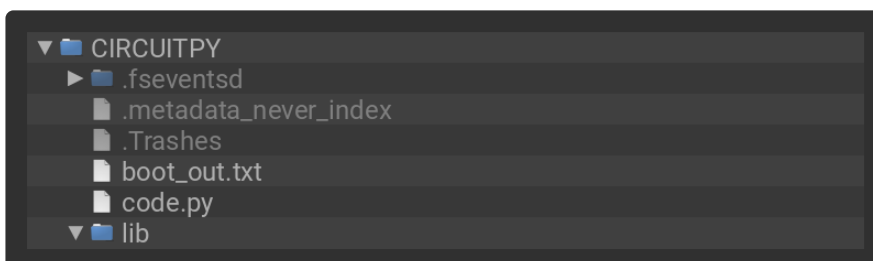 CIRCUITPY
.fseventsd
.metadata_never_index
.Trashes
boot_out.txt
code.py
lib